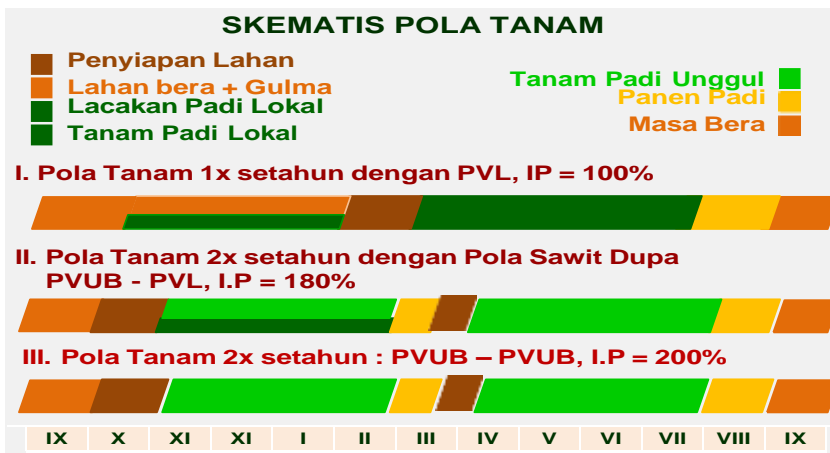 SKEMATIS POLA TANAM
Penyiapan Lahan
Lahan bera + Gulma
Lacakan Padi Lokal
Tanam Padi Lokal
Tanam Padi Unggul
Panen Padi
Masa Bera
I. Pola Tanam 1x setahun dengan PVL, IP = 100%
II. Pola Tanam 2x setahun dengan Pola Sawit Dupa
PVUB - PVL, I.P = 180%
III. Pola Tanam 2x setahun : PVUB – PVUB, I.P = 200%
IX X XI XI I II III IV V VI VII VIII IX